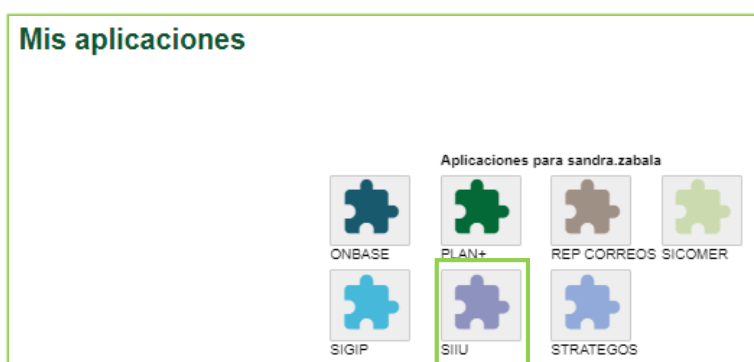 Mis aplicaciones
Aplicaciones para sandra.zabala
ONBASE PLAN+ REP CORREOS SICOMER
SIGIP SIIU STRATEGOS